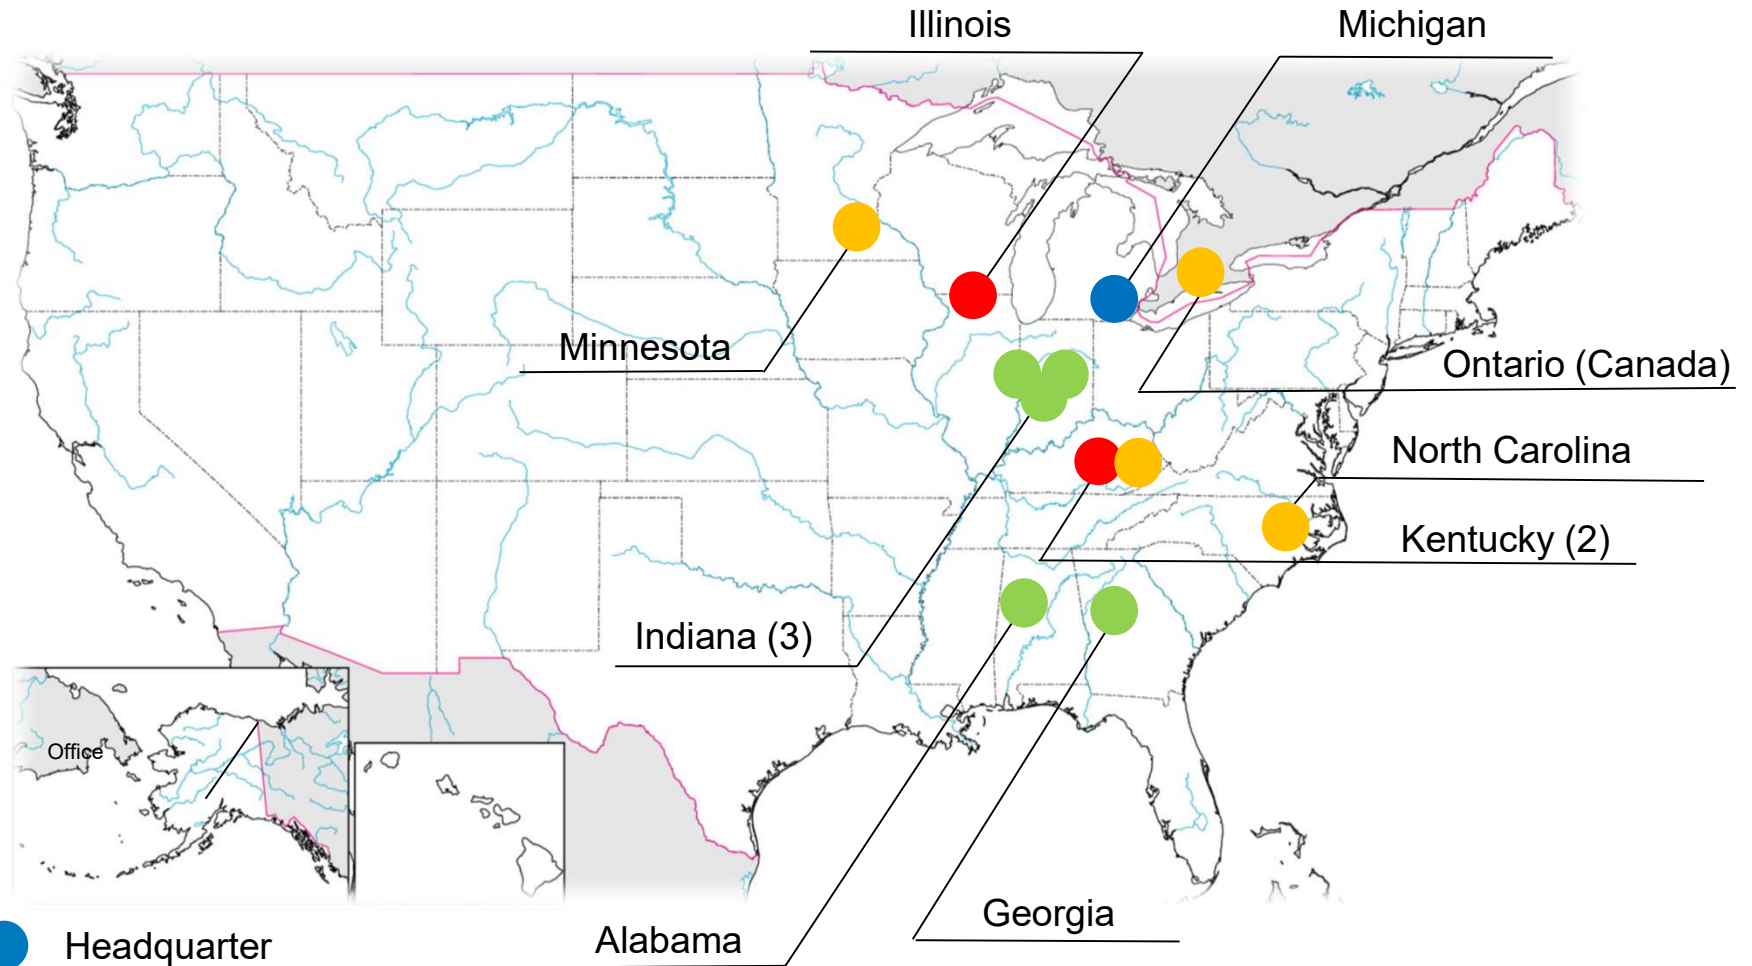 Illinois
Michigan
Minnesota
Ontario (Canada)
North Carolina
Kentucky (2)
Indiana (3)
Office
Georgia
Alabama
Headquarter